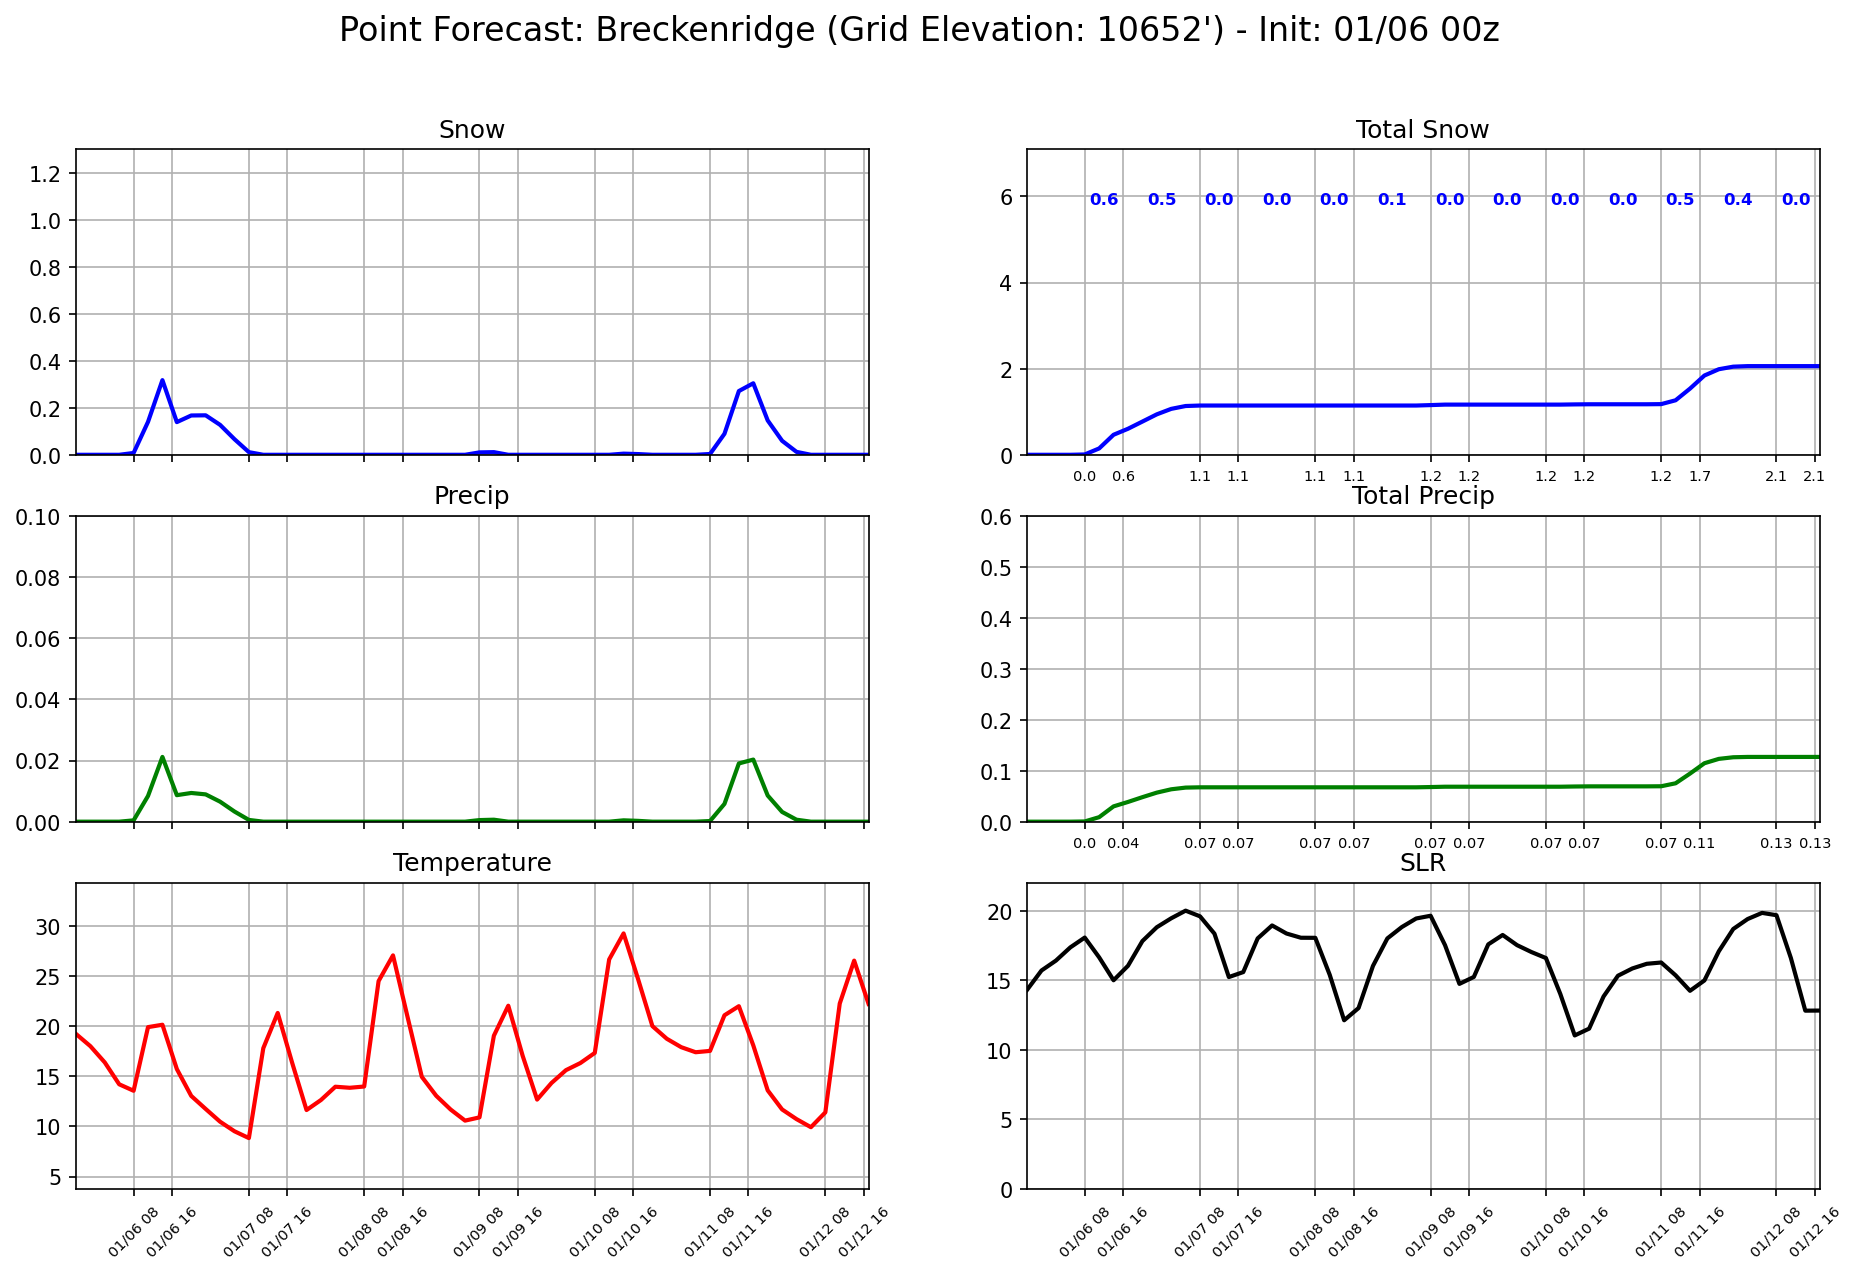 Point Forecast: Breckenridge (Grid Elevation: 10652') - Init: 01/06 00z
Snow
1.2
1.0
0.8
0.6
0.4
0.2
0.0
Total Snow
6
4
2
0
0.6 0.5 0.0 0.0 0.0 0.1 0.0 0.0 0.0 0.0 0.5 0.4 0.0
0.0 0.6 1.1 1.1 1.1 1.1 1.2 1.2 1.2 1.2 1.2 1.7 2.1 2.1
Precip
0.10
0.08
0.06
0.04
0.02
0.00
Total Precip
0.6
0.5
0.4
0.3
0.2
0.1
0.0
0.0 0.04 0.07 0.07 0.07 0.07 0.07 0.07 0.07 0.07 0.07 0.11 0.13 0.13
Temperature
30
25
20
15
10
5
01/06 08 01/06 16 01/07 08 01/07 16 01/08 08 01/08 16 01/09 08 01/09 16 01/10 08 01/10 16 01/11 08 01/11 16 01/12 08 01/12 16
SLR
20
15
10
5
0
01/06 08 01/06 16 01/07 08 01/07 16 01/08 08 01/08 16 01/09 08 01/09 16 01/10 08 01/10 16 01/11 08 01/11 16 01/12 08 01/12 16